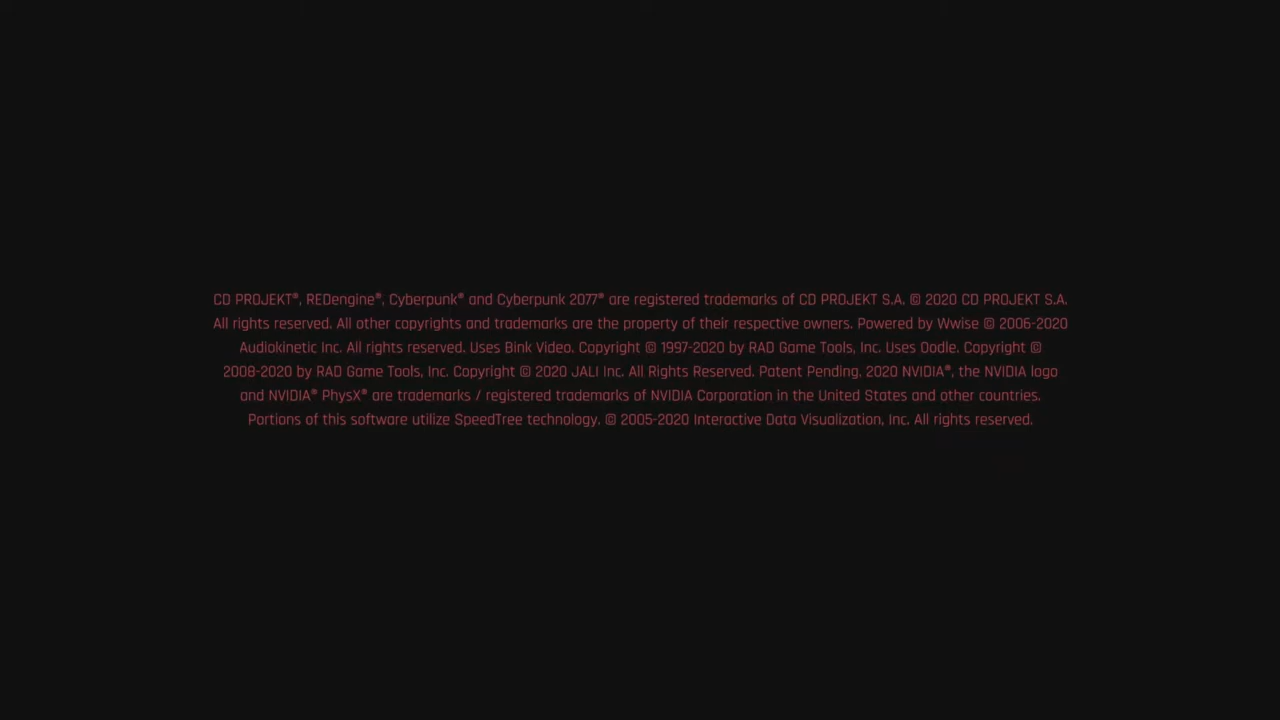 CD PROJEKT®, REDengine®, Cyberpunk® and Cyberpunk 2077® are registered trademarks of CD PROJEKT S.A. © 2020 CD PROJEKT S.A.
All rights reserved. All other copyrights and trademarks are the property of their respective owners. Powered by Wwise © 2006-2020
Audiokinetic Inc. All rights reserved. Uses Bink Video. Copyright © 1997-2020 by RAD Game Tools, Inc. Uses Oodle. Copyright ©
2008-2020 by RAD Game Tools, Inc. Copyright © 2020 JALI Inc. All Rights Reserved. Patent Pending. 2020 NVIDIA®, the NVIDIA logo
and NVIDIA® PhysX® are trademarks / registered trademarks of NVIDIA Corporation in the United States and other countries.
Portions of this software utilize SpeedTree technology. © 2005-2020 Interactive Data Visualization, Inc. All rights reserved.